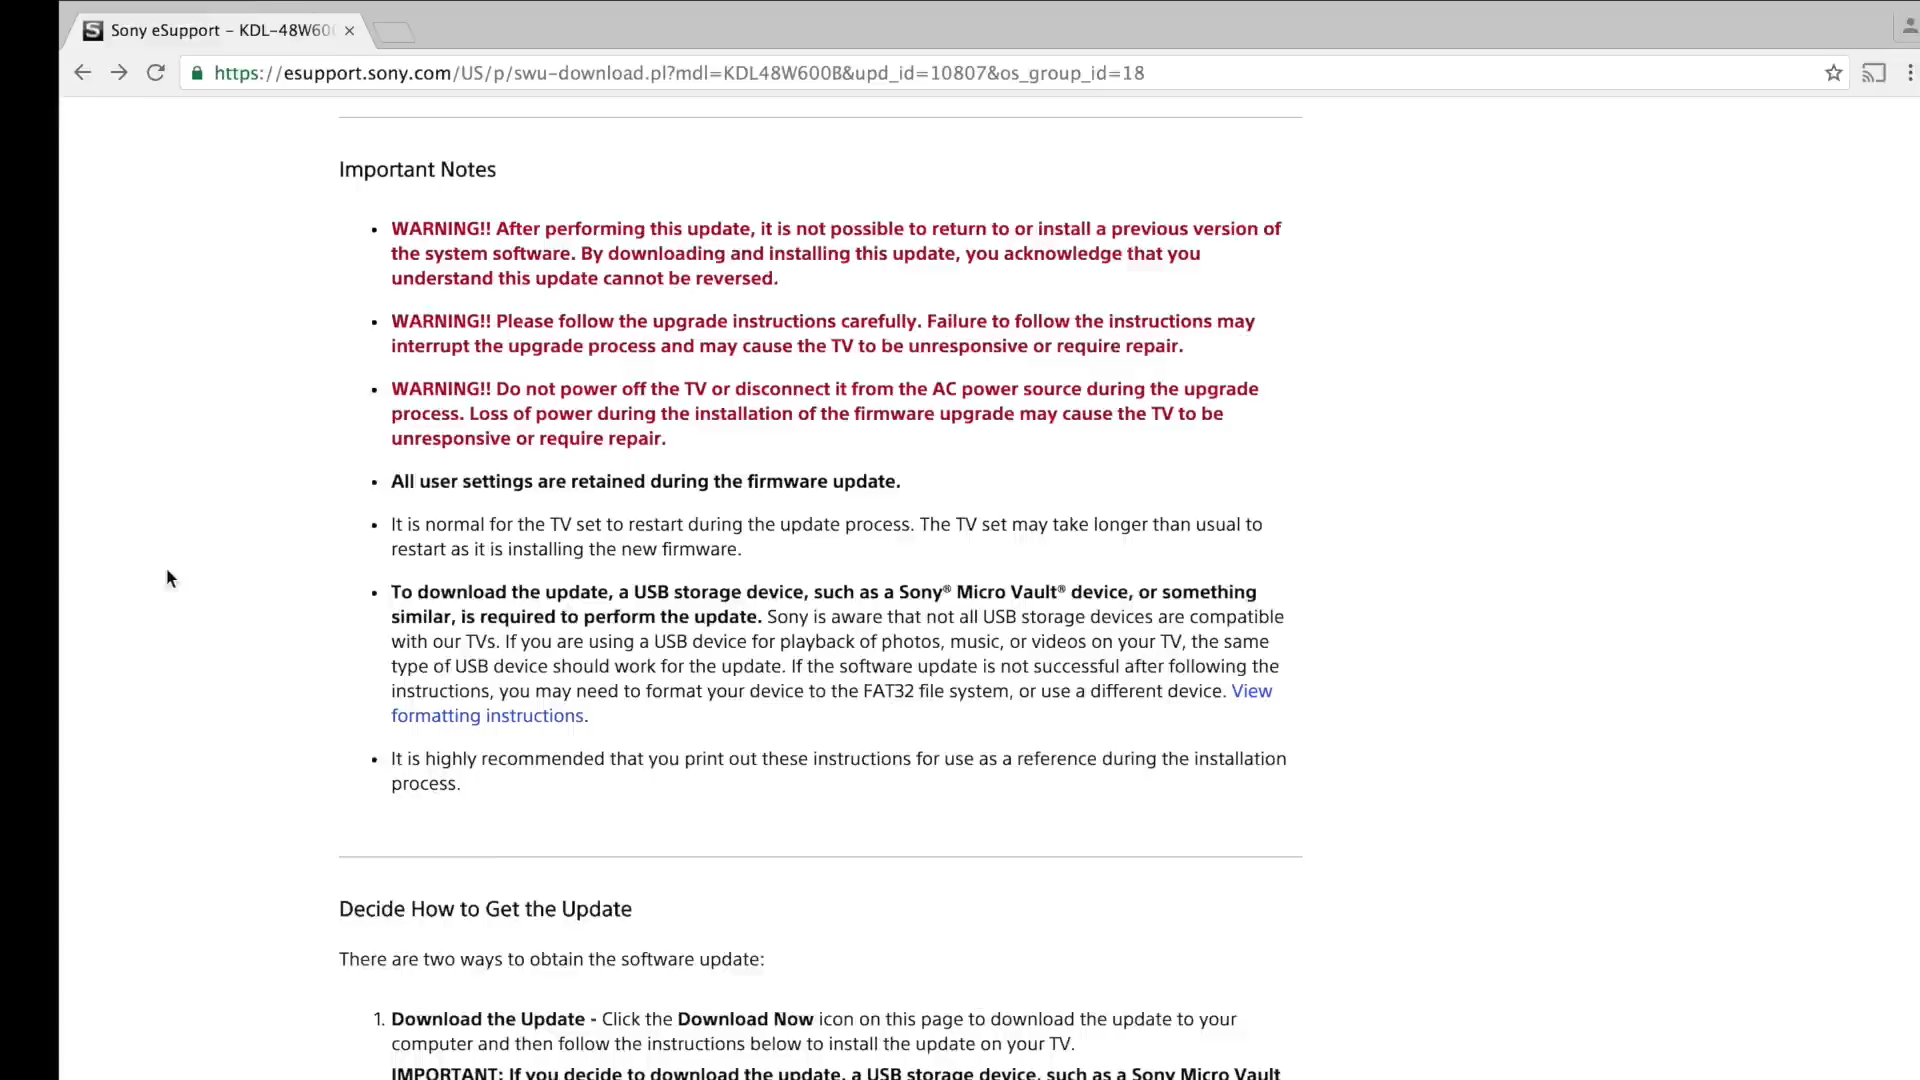 Sony eSupport - KDL-48W60
https://esupport.sony.com/US/p/swu-download.pl?mdl=KDL48W600B&upd_id=10807&os_group_id=18
Important Notes
• WARNING!! After performing this update, it is not possible to return to or install a previous version of
the system software. By downloading and installing this update, you acknowledge that you
understand this update cannot be reversed.
• WARNING!! Please follow the upgrade instructions carefully. Failure to follow the instructions may
interrupt the upgrade process and may cause the TV to be unresponsive or require repair.
• WARNING!! Do not power off the TV or disconnect it from the AC power source during the upgrade
process. Loss of power during the installation of the firmware upgrade may cause the TV to be
unresponsive or require repair.
• All user settings are retained during the firmware update.
• It is normal for the TV set to restart during the update process. The TV set may take longer than usual to
restart as it is installing the new firmware.
• To download the update, a USB storage device, such as a Sony® Micro Vault® device, or something
similar, is required to perform the update. Sony is aware that not all USB storage devices are compatible
with our TVs. If you are using a USB device for playback of photos, music, or videos on your TV, the same
type of USB device should work for the update. If the software update is not successful after following the
instructions, you may need to format your device to the FAT32 file system, or use a different device. View
formatting instructions.
• It is highly recommended that you print out these instructions for use as a reference during the installation
process.
Decide How to Get the Update
There are two ways to obtain the software update:
1. Download the Update - Click the Download Now icon on this page to download the update to your
computer and then follow the instructions below to install the update on your TV.
IMPORTANT: If you decide to download the update, a USB storage device, such as a Sony Micro Vault